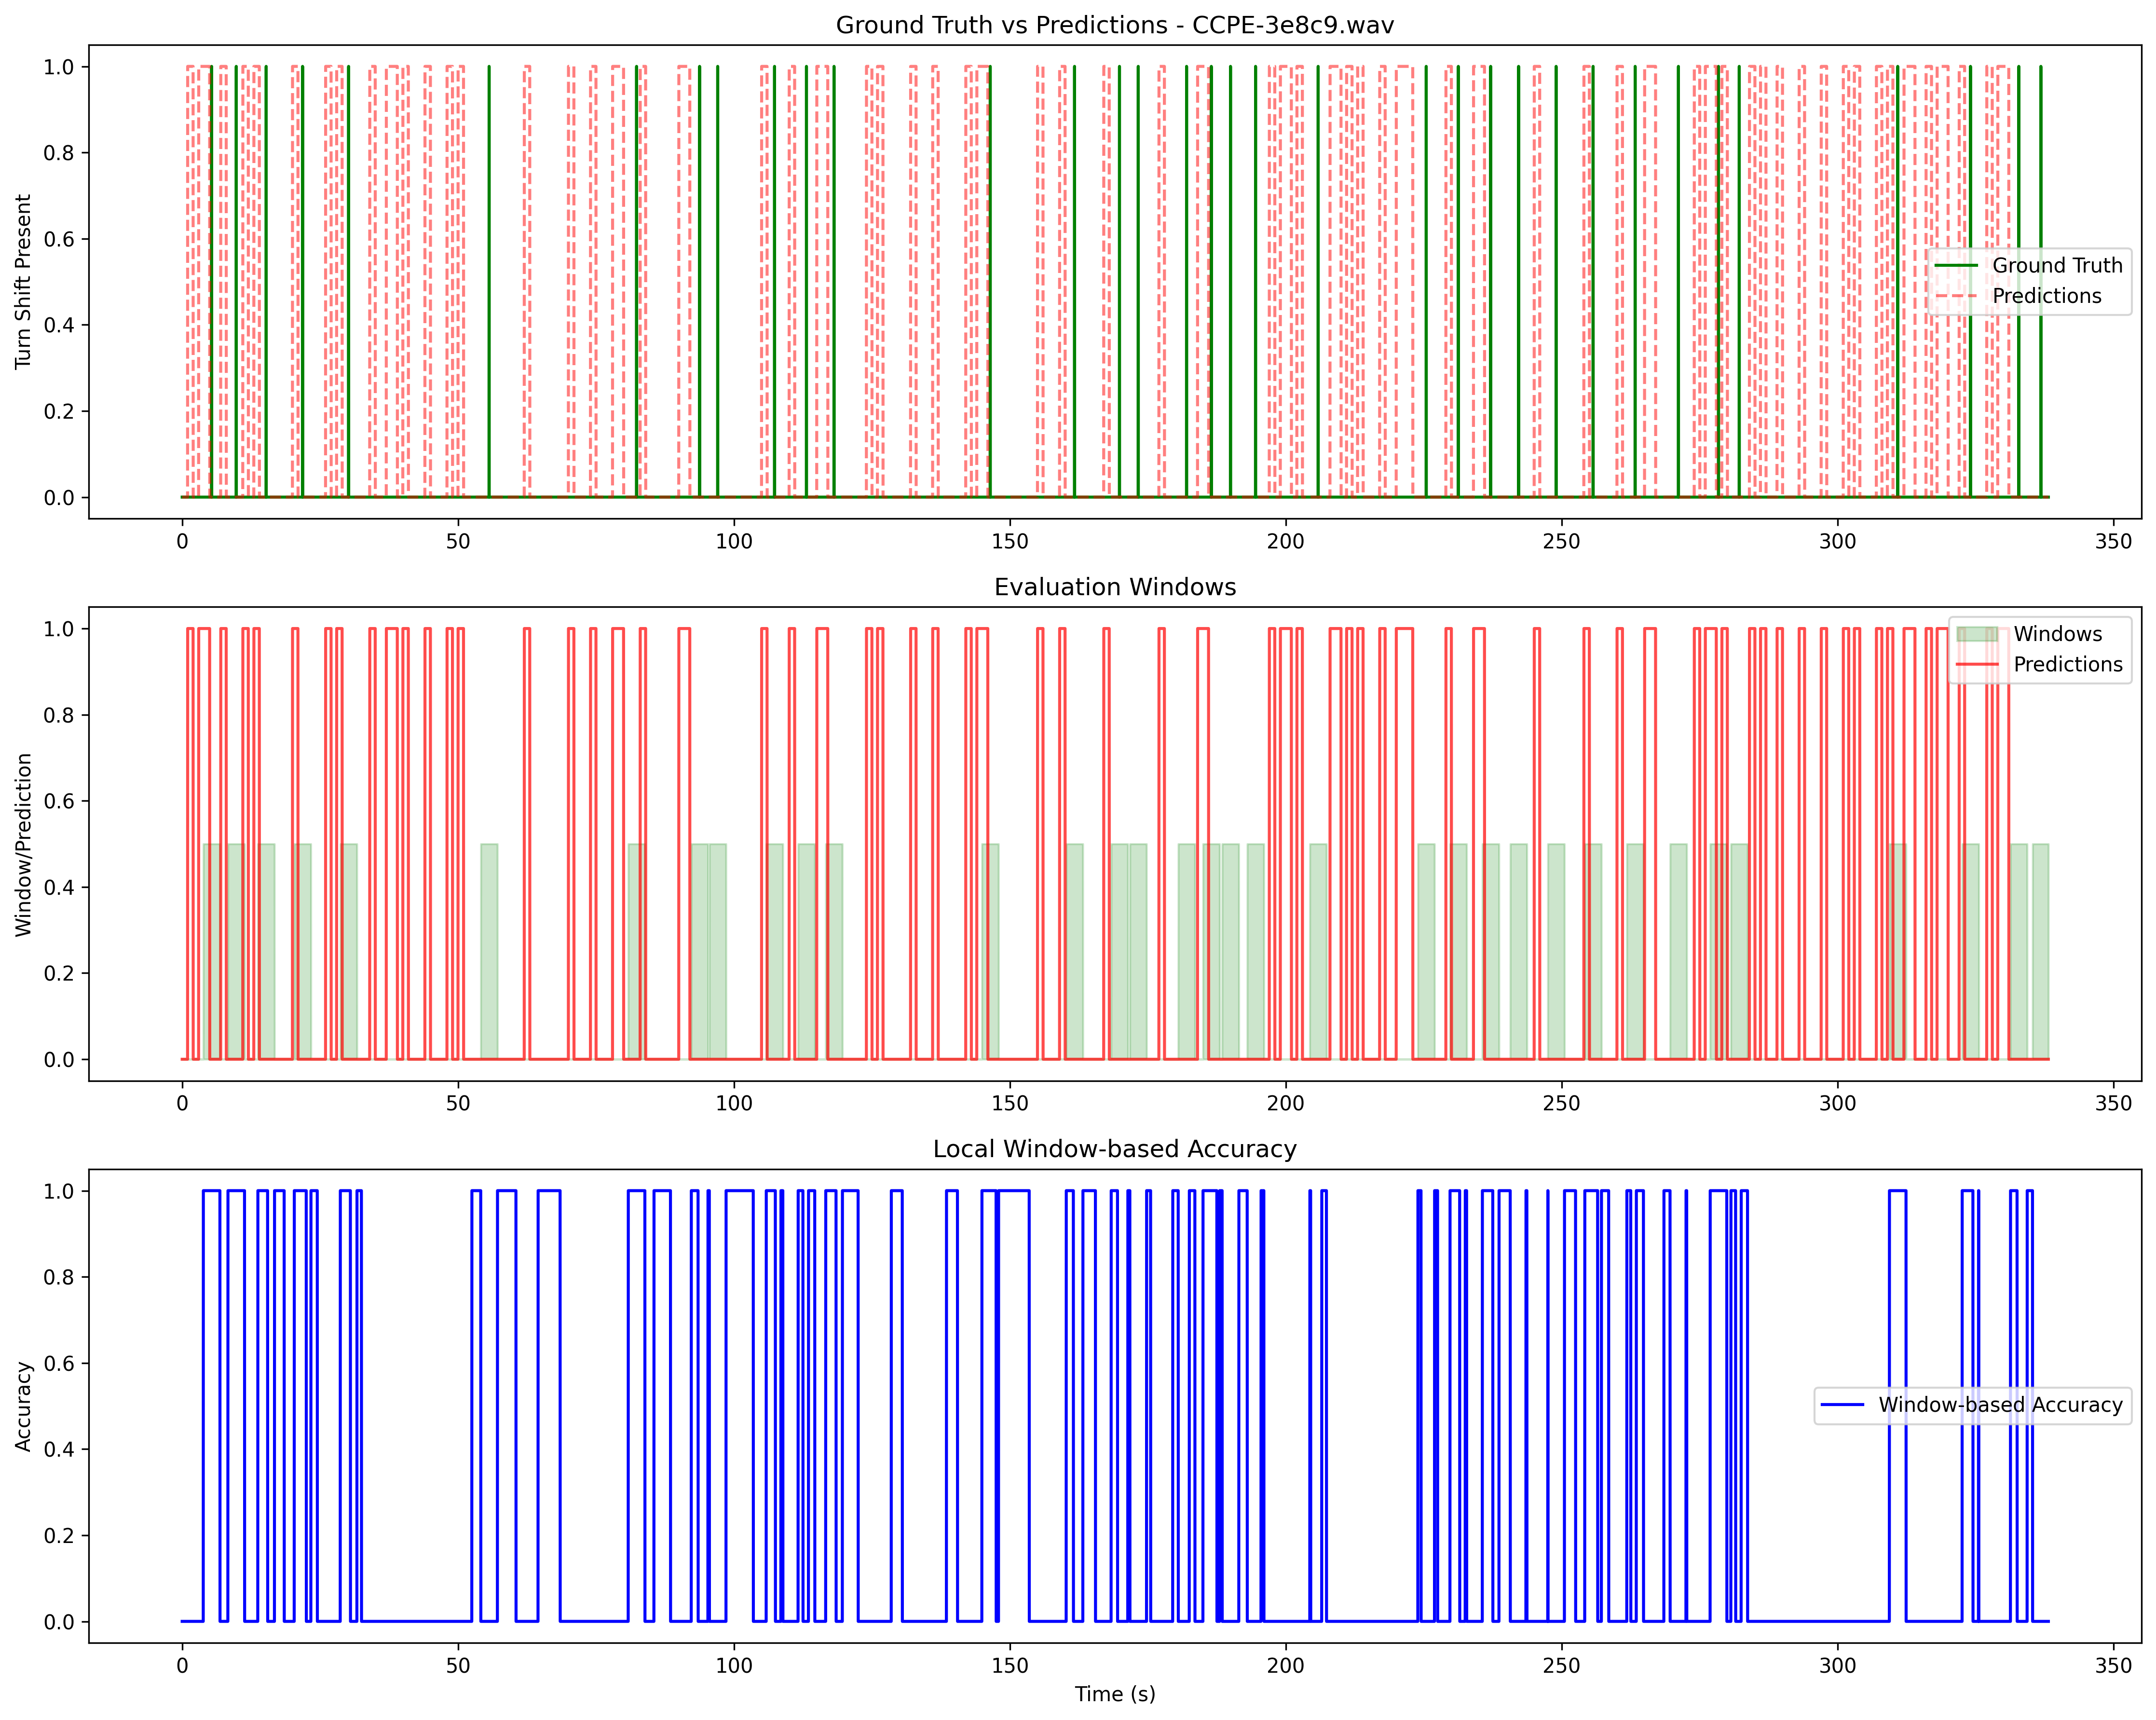 Ground Truth vs Predictions - CCPE-3e8c9.wav
Turn Shift Present
1.0
0.8
0.6
0.4
0.2
0.0
Ground Truth
Predictions
0 50 100 150 200 250 300 350
Evaluation Windows
Window/Prediction
1.0
0.8
0.6
0.4
0.2
0.0
Windows
Predictions
0 50 100 150 200 250 300 350
Local Window-based Accuracy
Accuracy
1.0
0.8
0.6
0.4
0.2
0.0
Window-based Accuracy
0 50 100 150 200 250 300 350
Time (s)